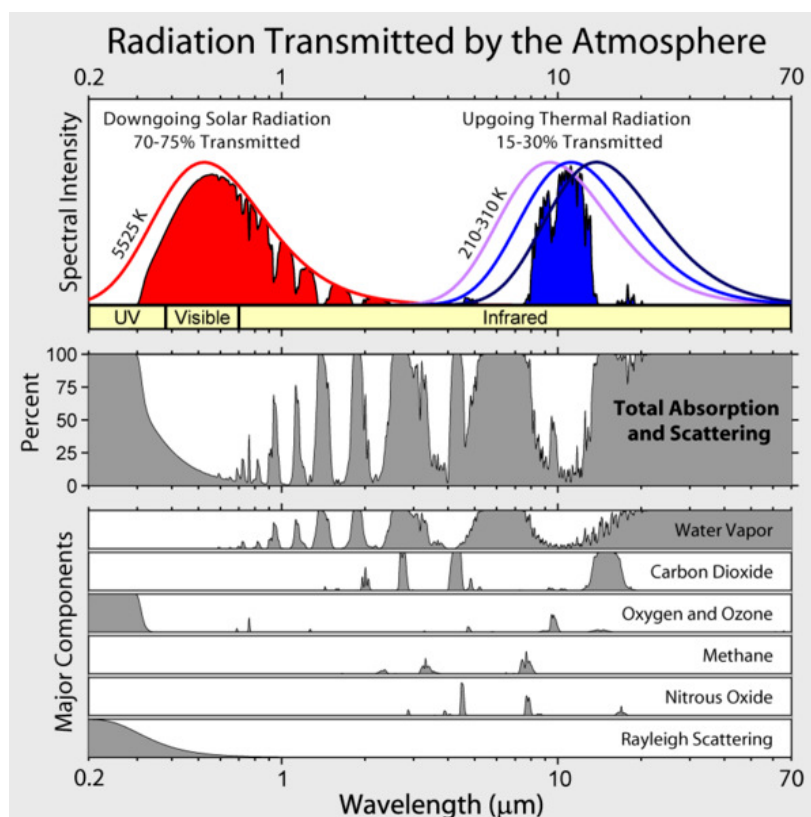 Radiation Transmitted by the Atmosphere
0.2 1 10 70
Downgoing Solar Radiation
70-75% Transmitted
Upgoing Thermal Radiation
15-30% Transmitted
Spectral Intensity
5525 K
210-310 K
UV Visible Infrared
Percent
100
75
50
25
0
Total Absorption
and Scattering
Major Components
Water Vapor
Carbon Dioxide
Oxygen and Ozone
Methane
Nitrous Oxide
Rayleigh Scattering
0.2 1 10 70
Wavelength (μm)